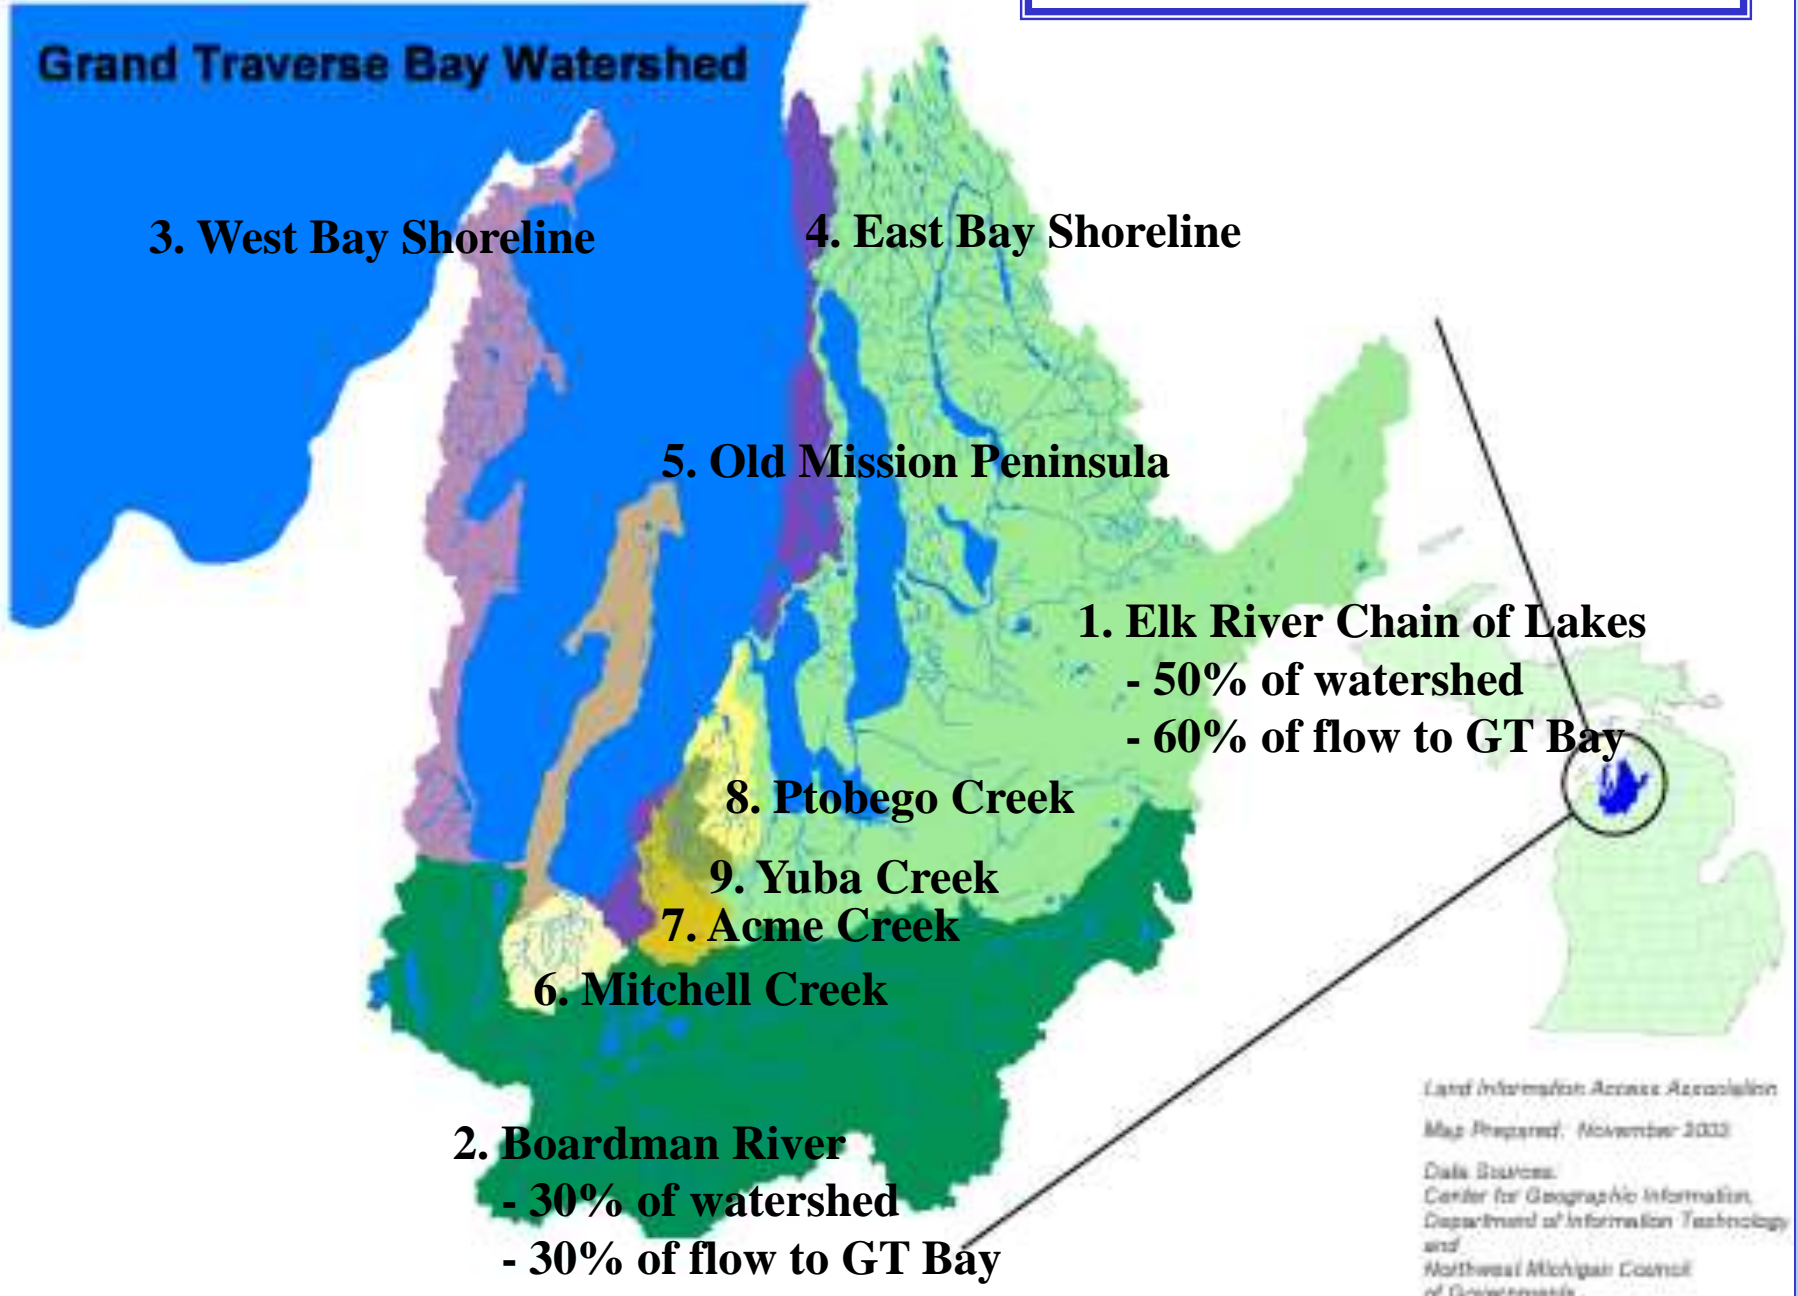 Grand Traverse Bay Watershed
3. West Bay Shoreline
4. East Bay Shoreline
5. Old Mission Peninsula
1. Elk River Chain of Lakes
- 50% of watershed
- 60% of flow to GT Bay
8. Ptobego Creek
9. Yuba Creek
7. Acme Creek
6. Mitchell Creek
2. Boardman River
- 30% of watershed
- 30% of flow to GT Bay
Land Information Access Association
Map Prepared: November 2003
Data Sources:
Center for Geographic Information,
Department of Information Technology
and
Northwest Michigan Council
of Governments